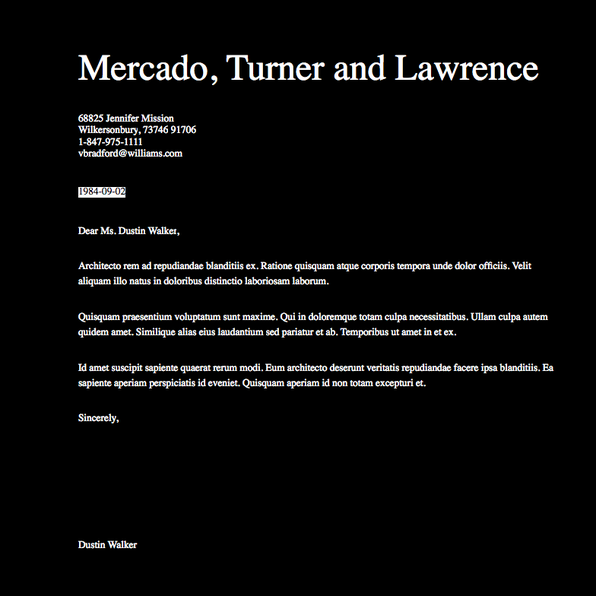 Mercado, Turner and Lawrence
68825 Jennifer Mission
Wilkersonbury, 73746 91706
1-847-975-1111
vbradford@williams.com
1984-09-02
Dear Ms. Dustin Walker,
Architecto rem ad repudiandae blanditiis ex. Ratione quisquam atque corporis tempora unde dolor officiis. Velit
aliquam illo natus in doloribus distinctio laboriosam laborum.
Quisquam praesentium voluptatum sunt maxime. Qui in doloremque totam culpa necessitatibus. Ullam culpa autem
quidem amet. Similique alias eius laudantium sed pariatur et ab. Temporibus ut amet in et ex.
Id amet suscipit sapiente quaerat rerum modi. Eum architecto deserunt veritatis repudiandae facere ipsa blanditiis. Ea
sapiente aperiam perspiciatis id eveniet. Quisquam aperiam id non totam excepturi et.
Sincerely,
Dustin Walker